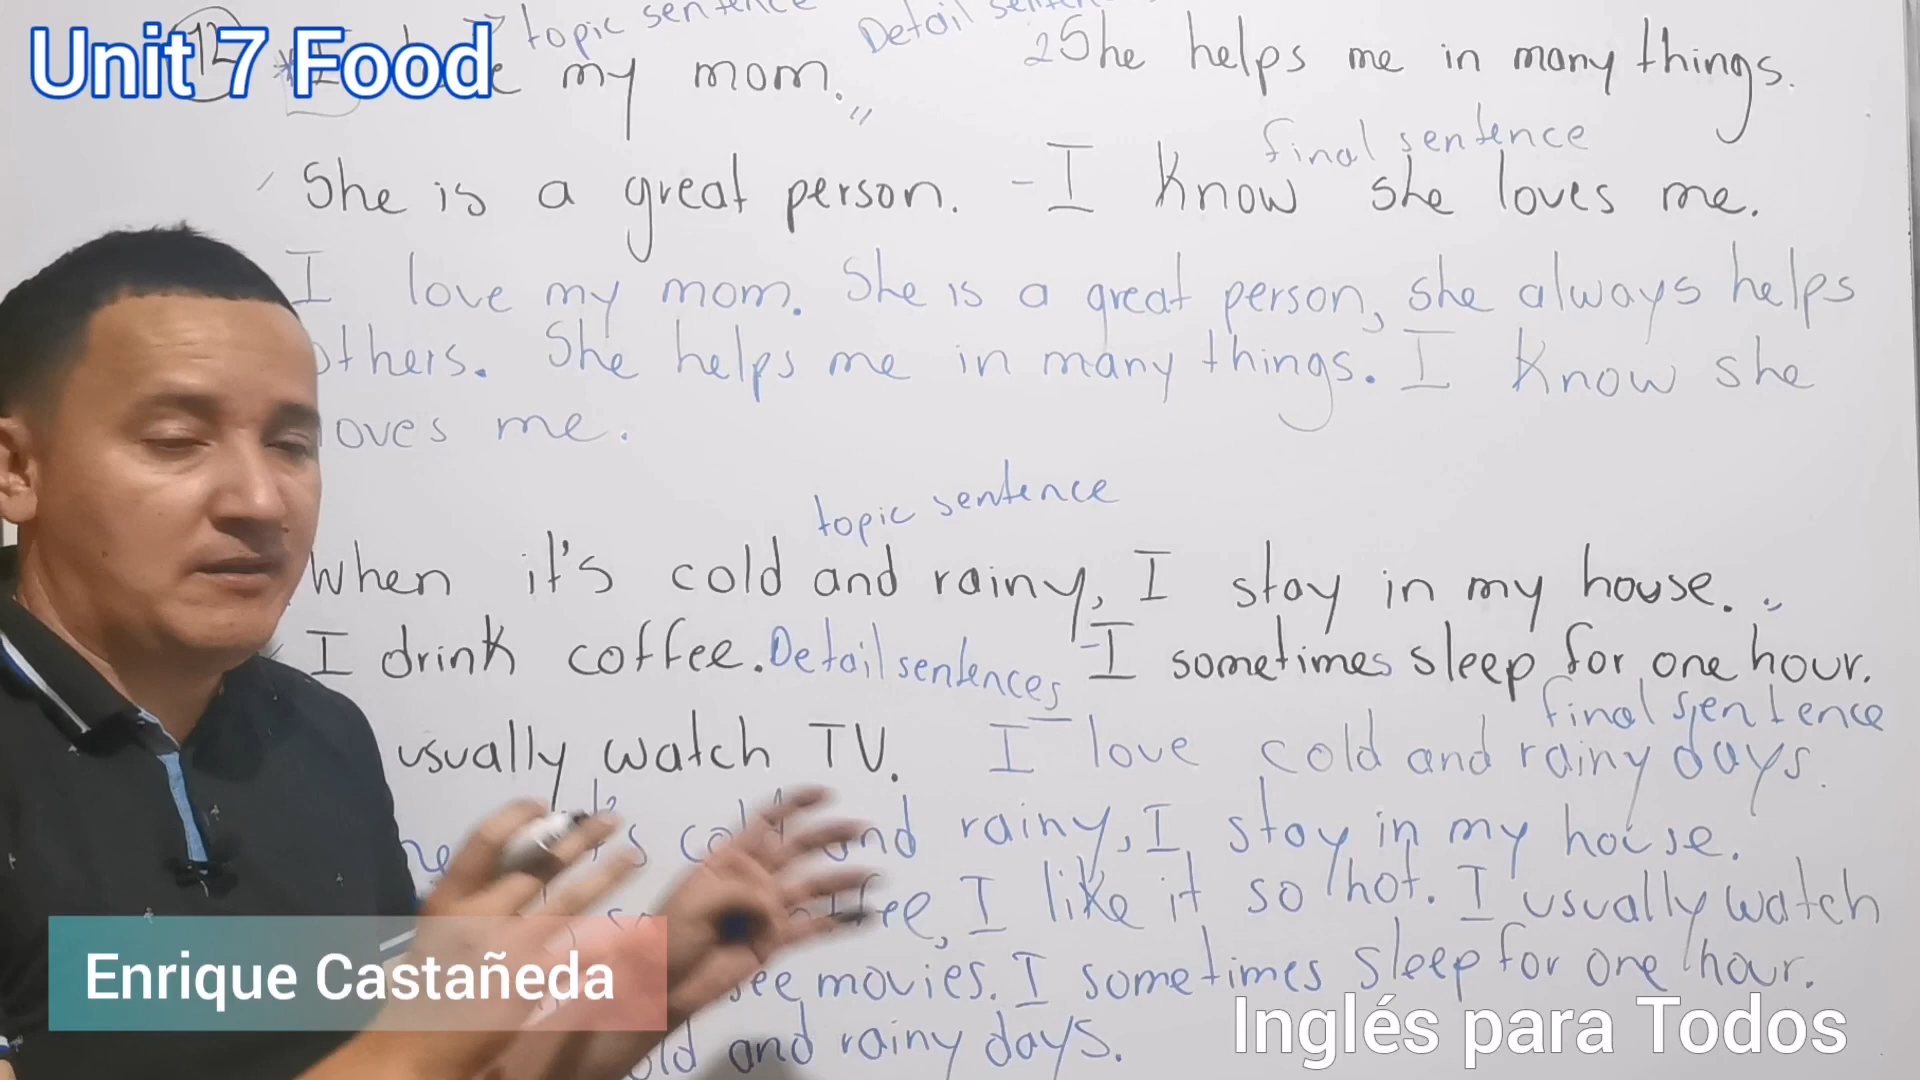 Unit 7 Food
12
topic sentence
Detail
my mom.
2 She helps me in many things.
final sentence
She is a great person. - I know she loves me.
I love my mom. She is a great person, she always helps
others. She helps me in many things. I know she
loves me.
topic sentence
When it's cold and rainy, I stay in my house.
I drink coffee. Detail sentences - I sometimes sleep for one hour.
final sentence
usually watch TV. I love cold and rainy days.
cold and rainy, I stay in my house.
I like it so hot. I usually watch
see movies. I sometimes sleep for one hour.
and rainy days.
Enrique Castañeda
Inglés para Todos